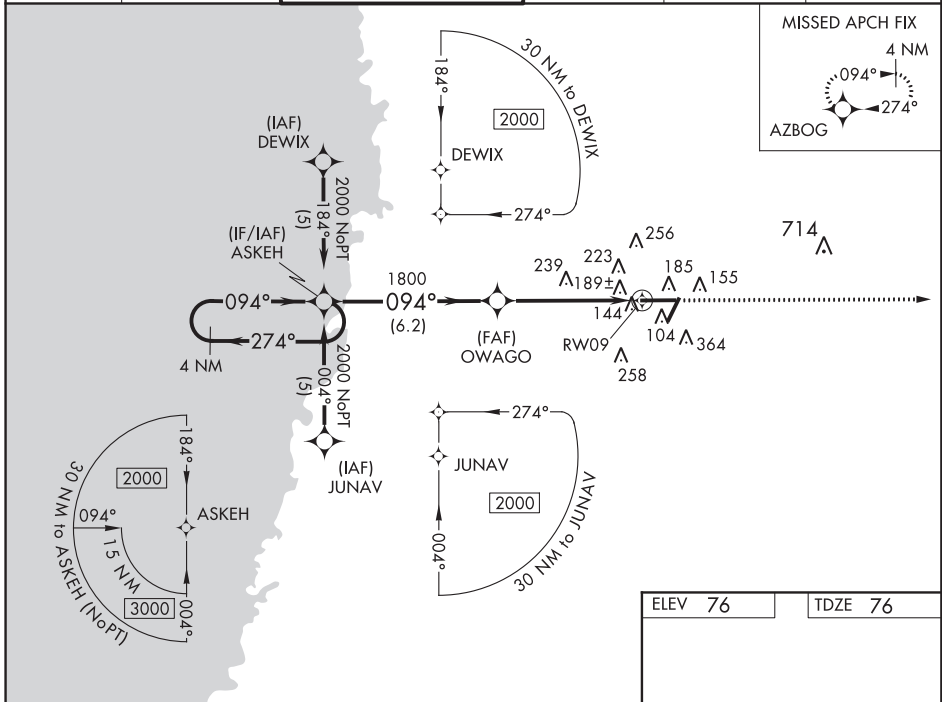 MISSED APCH FIX
4 NM
094°
274°
AZBOG
30 NM to DEWIX
184°
2000
DEWIX
274°
(IAF)
DEWIX
2000 NoPT
184°
(5)
(IF/IAF)
ASKEH
094°
274°
4 NM
1800
094°
(6.2)
(FAF)
OWAGO
2000 NoPT
004°
(5)
(IAF)
JUNAV
714
256
223
239
189±
185
155
144
104
364
RW09
258
274°
JUNAV
2000
004°
30 NM to JUNAV
184°
2000
ASKEH
094°
15 NM
3000
004°
30 NM to ASKEH (NoPT)
ELEV 76
TDZE 76